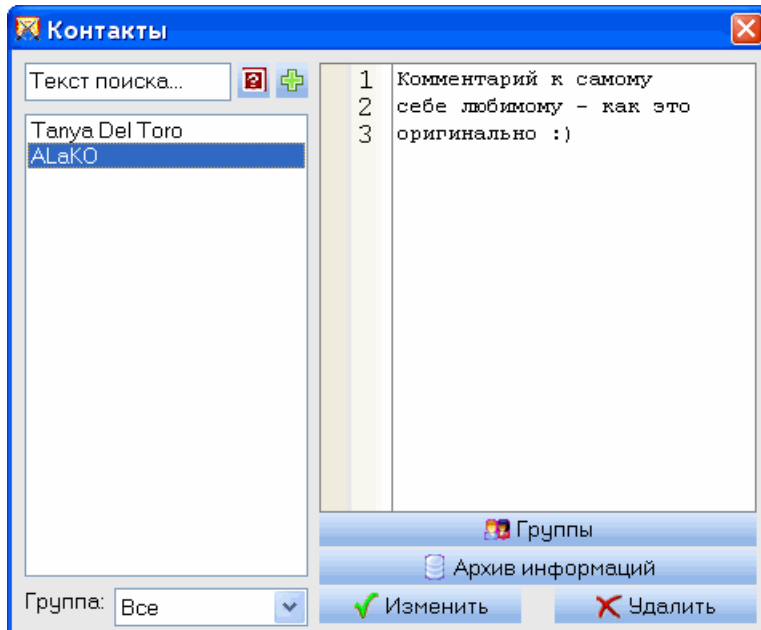 Контакты
Текст поиска...
Tanya Del Toro
ALaKO
1 Комментарий к самому
2 себе любимому - как это
3 оригинально :)
Группы
Архив информаций
Группа: Все
Изменить
Удалить